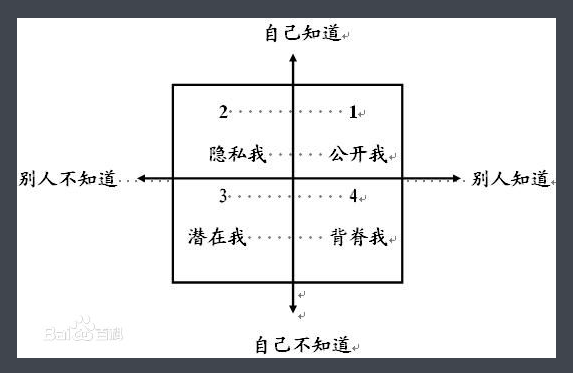 自己知道
2 1
隐私我 公开我
别人不知道 别人知道
3 4
潜在我 背脊我
自己不知道
Bai百科